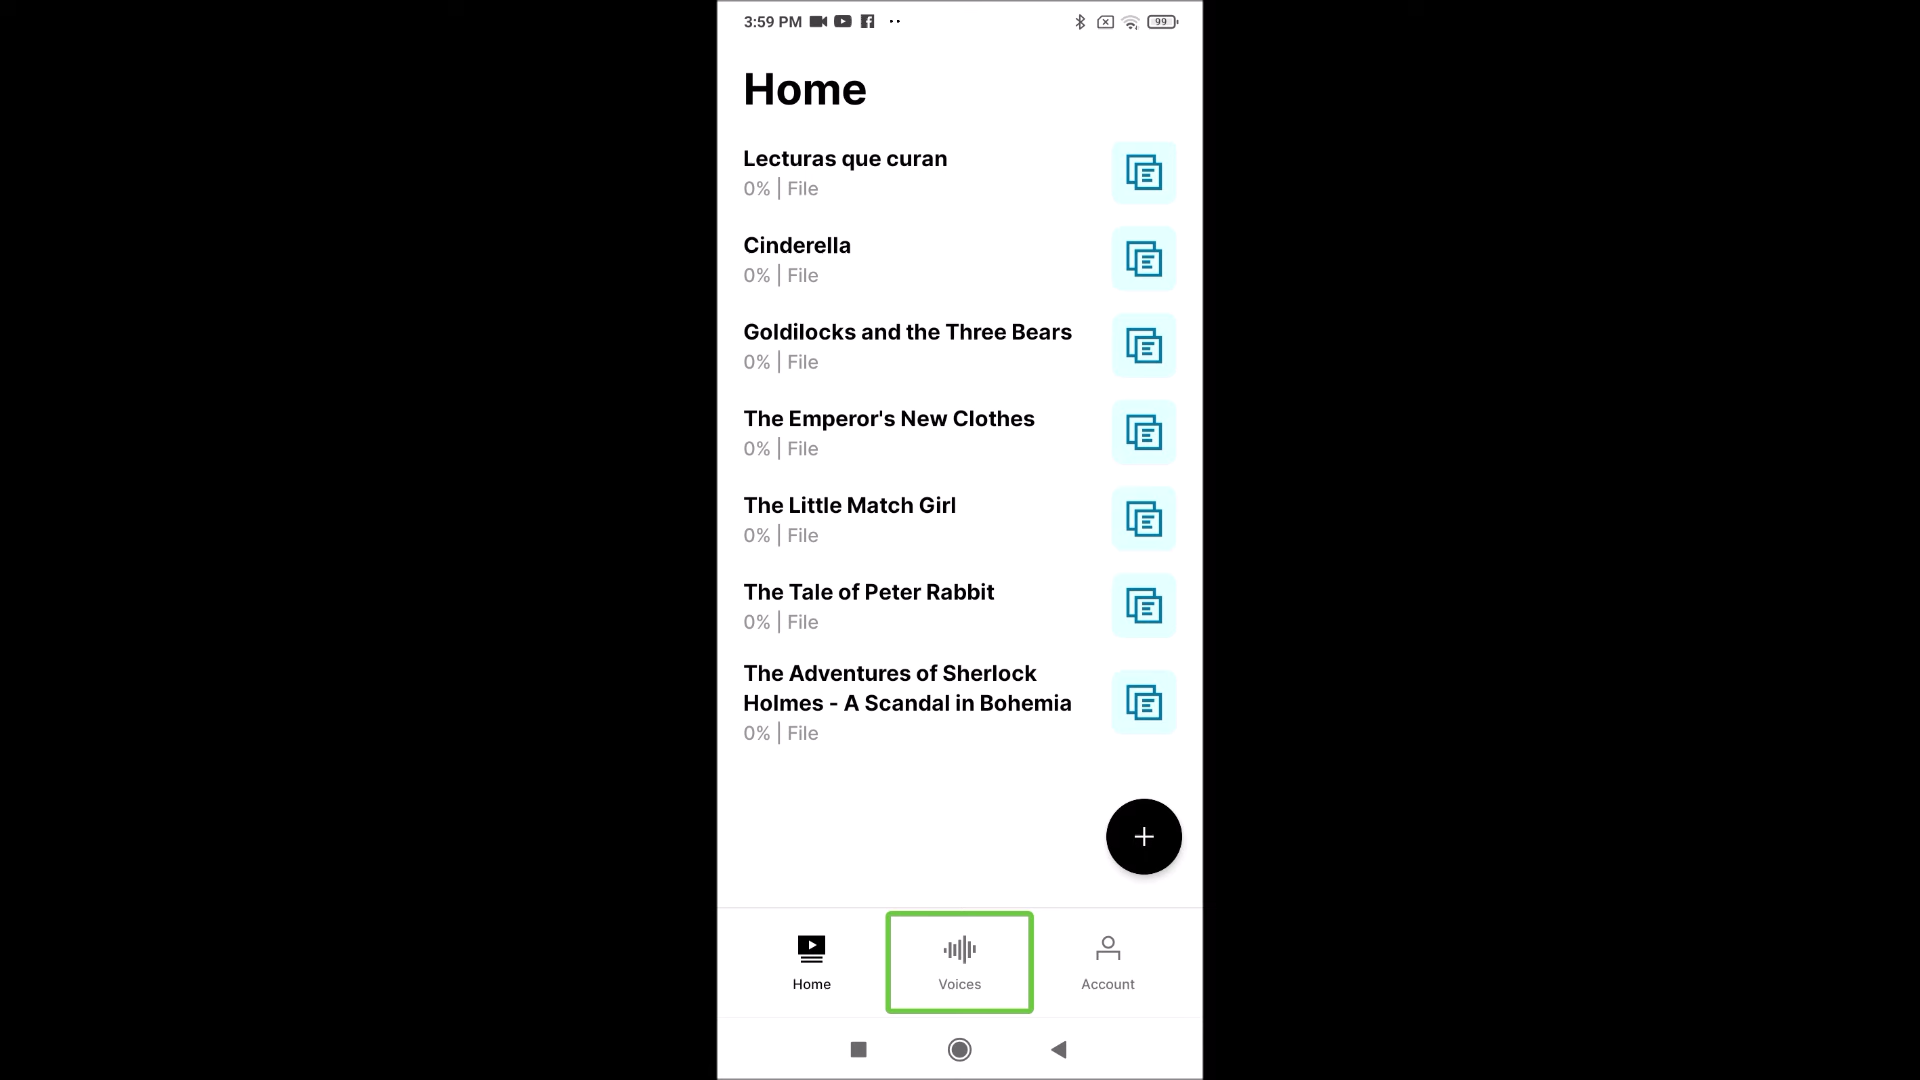 3:59 PM
99
Home
Lecturas que curan
0% | File
Cinderella
0% | File
Goldilocks and the Three Bears
0% | File
The Emperor's New Clothes
0% | File
The Little Match Girl
0% | File
The Tale of Peter Rabbit
0% | File
The Adventures of Sherlock
Holmes - A Scandal in Bohemia
0% | File
Home
Voices
Account